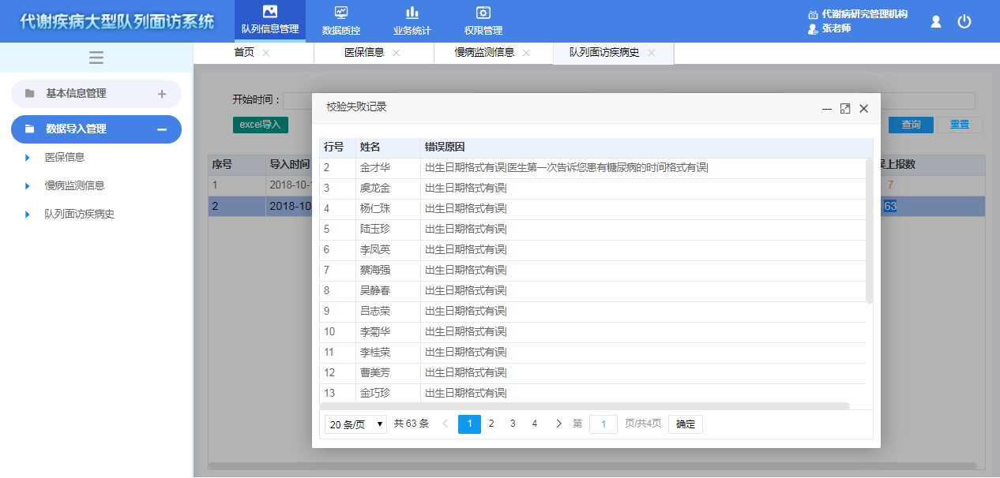 代谢疾病大型队列面访系统
队列信息管理
数据质控
业务统计
权限管理
代谢病研究管理机构
张老师
首页
医保信息
慢病监测信息
队列面访疾病史
基本信息管理
数据导入管理
医保信息
慢病监测信息
队列面访疾病史
开始时间：
excel导入
查询
重置
序号 导入时间 上报数
1 2018-10- 7
2 2018-10 63
校验失败记录
行号 姓名 错误原因
2 金才华 出生日期格式有误|医生第一次告诉您患有糖尿病的时间格式有误|
3 虞龙金 出生日期格式有误|
4 杨仁珠 出生日期格式有误|
5 陆玉珍 出生日期格式有误|
6 李凤英 出生日期格式有误|
7 蔡海强 出生日期格式有误|
8 吴静春 出生日期格式有误|
9 吕志荣 出生日期格式有误|
10 李菊华 出生日期格式有误|
11 李桂荣 出生日期格式有误|
12 曹美芳 出生日期格式有误|
13 金巧珍 出生日期格式有误|
20 条/页 共 63 条 1 2 3 4 第 1 页/共4页 确定